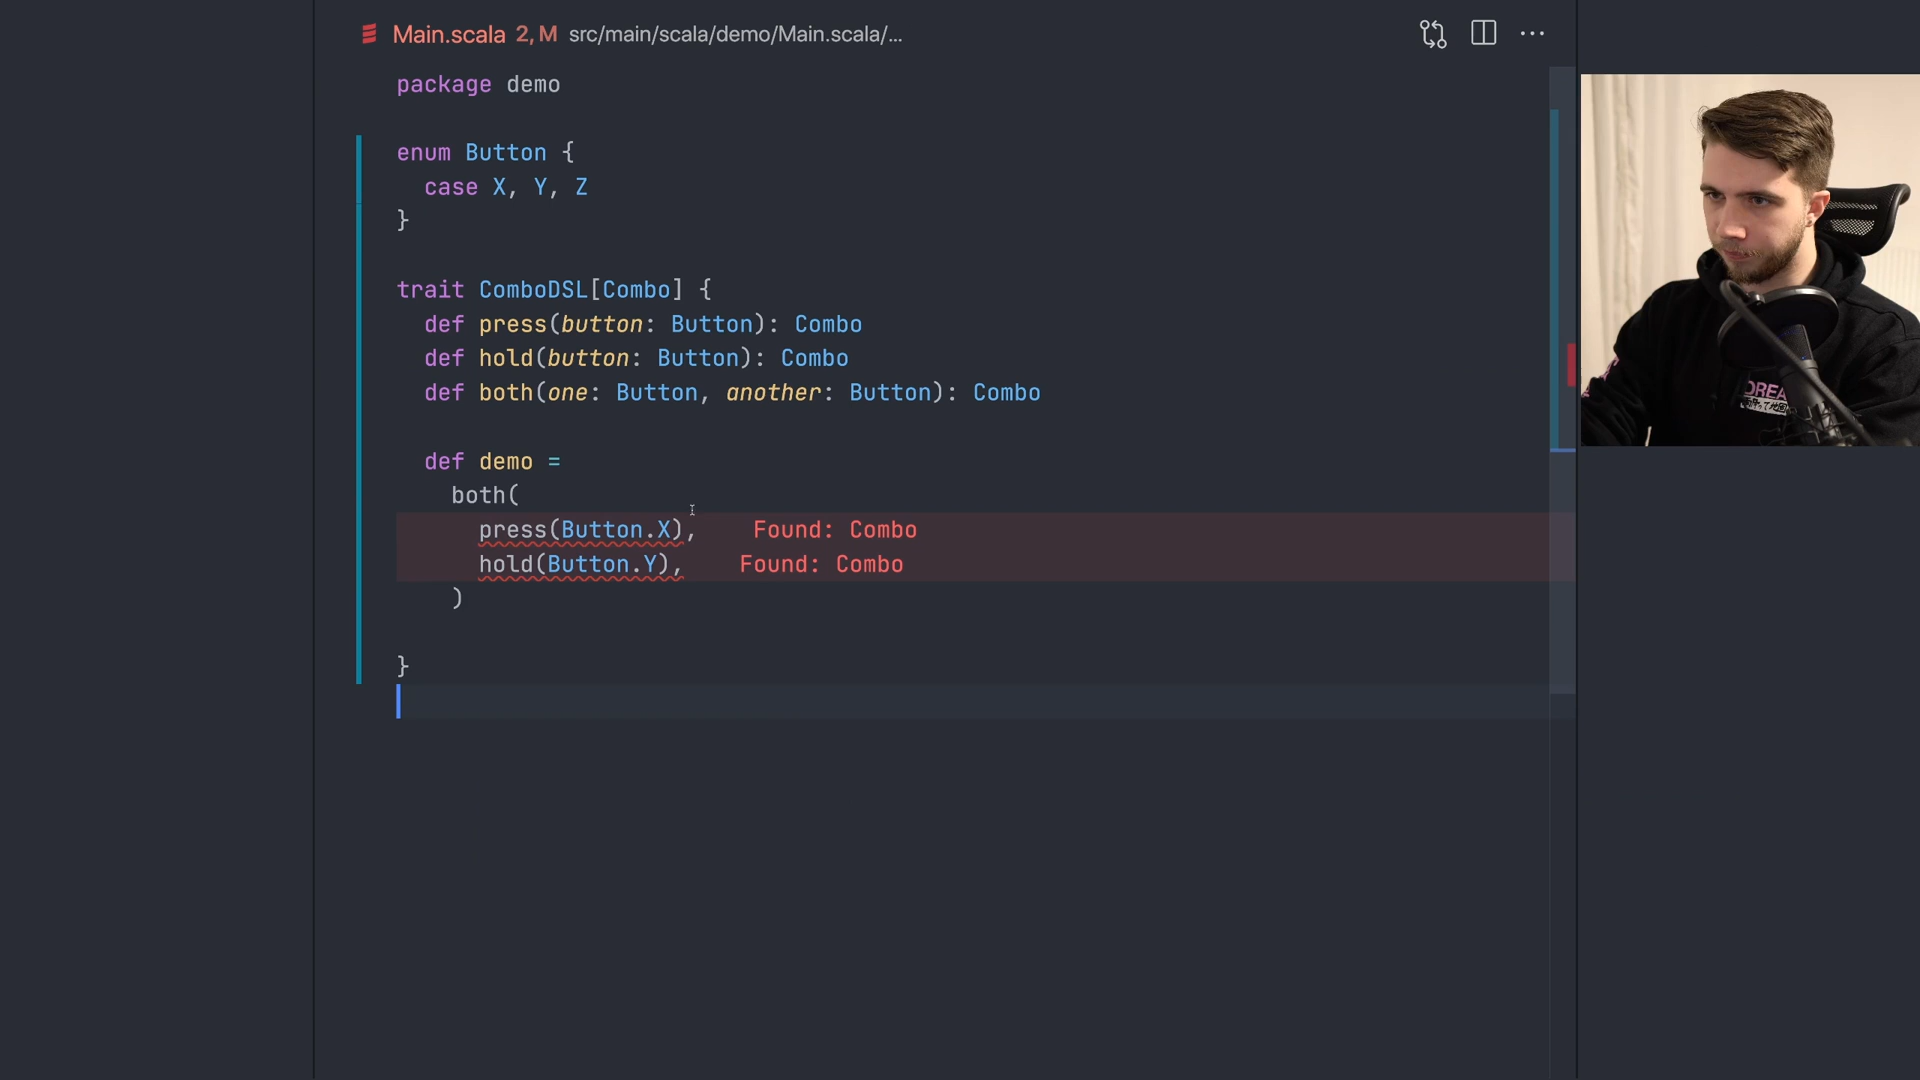 Main.scala 2, M src/main/scala/demo/Main.scala/...
package demo
enum Button {
case X, Y, Z
}
trait ComboDSL[Combo] {
def press(button: Button): Combo
def hold(button: Button): Combo
def both(one: Button, another: Button): Combo
def demo =
both(
press(Button.X), Found: Combo
hold(Button.Y), Found: Combo
)
}
DREA